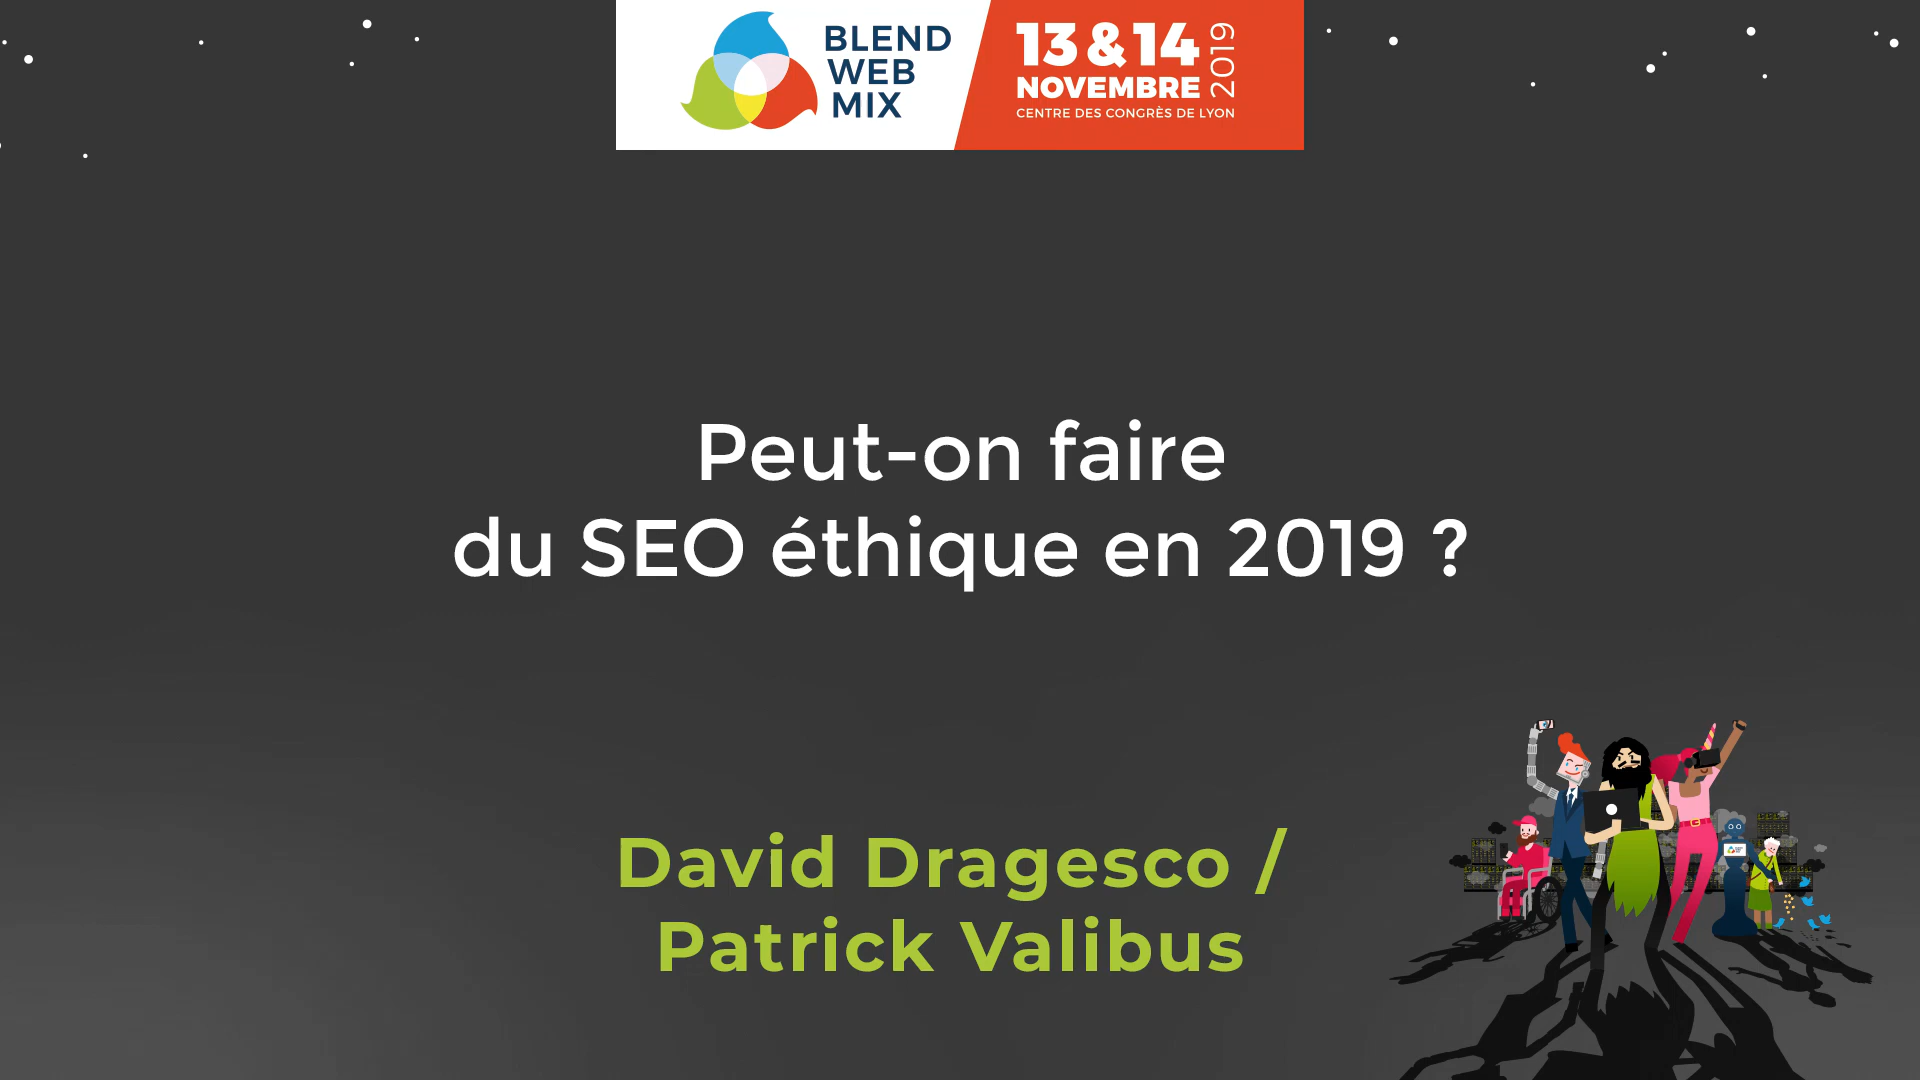 BLEND
WEB
MIX
13 & 14
NOVEMBRE
2019
CENTRE DES CONGRÈS DE LYON
Peut-on faire
du SEO éthique en 2019 ?
David Dragesco /
Patrick Valibus